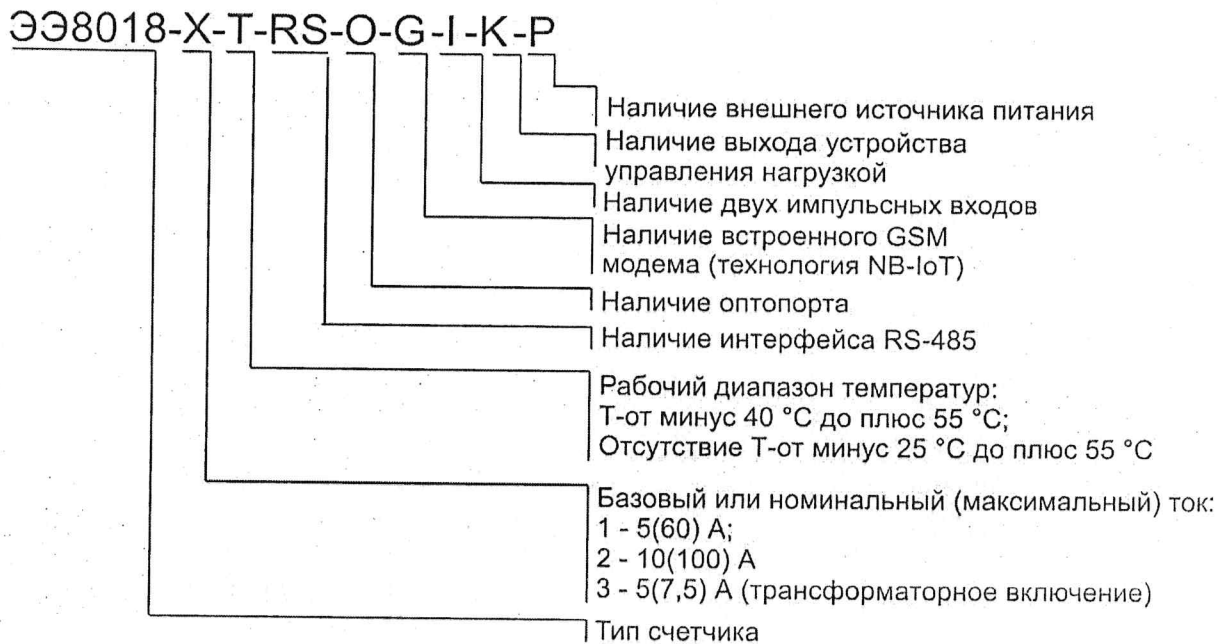 ЭЭ8018-X-T-RS-O-G-I-K-P
Наличие внешнего источника питания
Наличие выхода устройства
управления нагрузкой
Наличие двух импульсных входов
Наличие встроенного GSM
модема (технология NB-IoT)
Наличие оптопорта
Наличие интерфейса RS-485
Рабочий диапазон температур:
Т-от минус 40 °С до плюс 55 °С;
Отсутствие Т-от минус 25 °С до плюс 55 °С
Базовый или номинальный (максимальный) ток:
1 - 5(60) А;
2 - 10(100) А
3 - 5(7,5) А (трансформаторное включение)
Тип счетчика